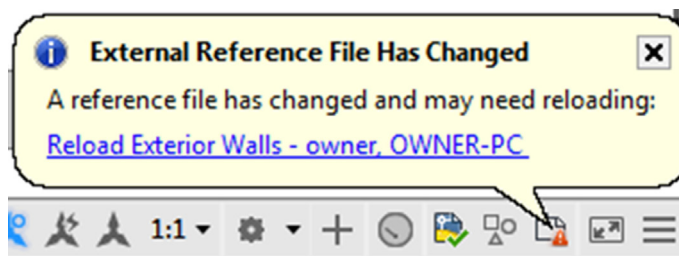 External Reference File Has Changed
A reference file has changed and may need reloading:
Reload Exterior Walls - owner, OWNER-PC
1:1